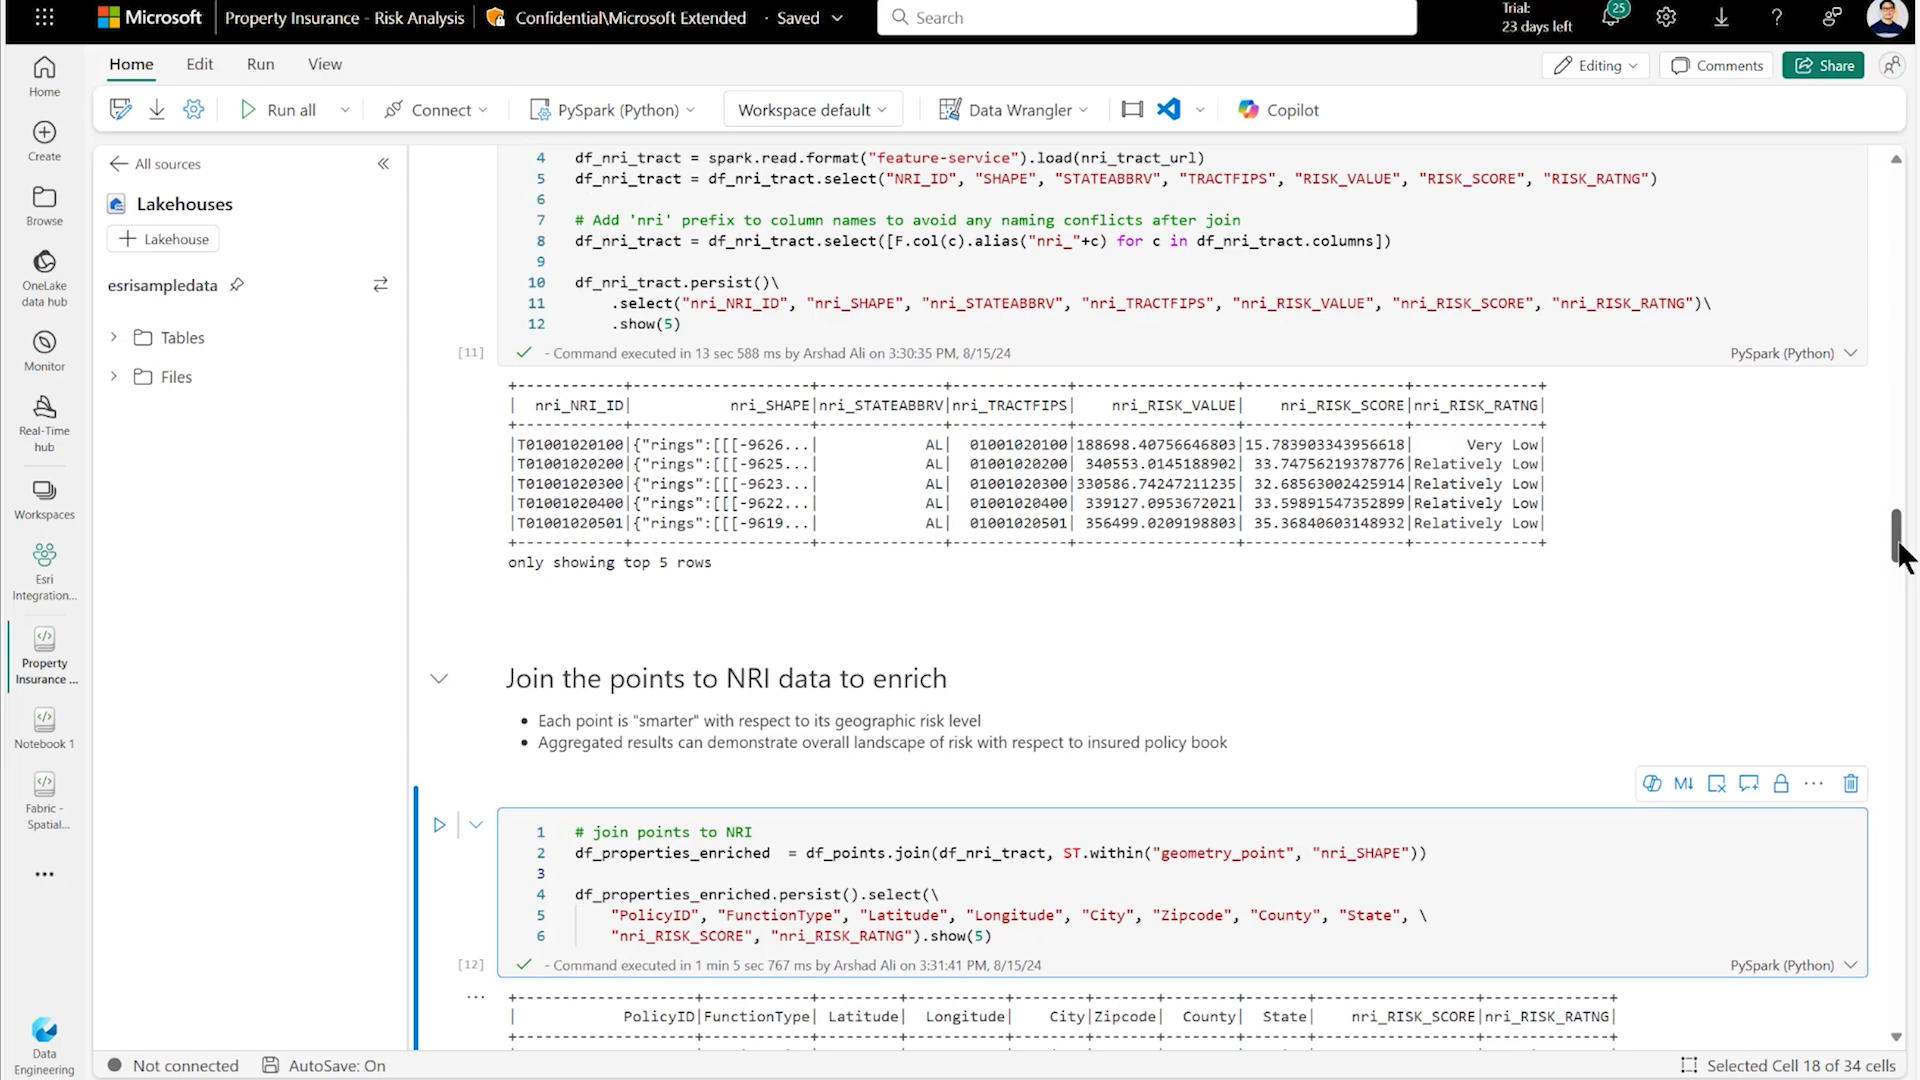 Microsoft
Property Insurance - Risk Analysis
Confidential\Microsoft Extended
· Saved
Search
Trial:
23 days left
25
Home Edit Run View
Editing
Comments
Share
Run all
Connect
PySpark (Python)
Workspace default
Data Wrangler
Copilot
Home
Create
Browse
OneLake
data hub
Monitor
Real-Time
hub
Workspaces
Esri
Integration...
Property
Insurance ...
Notebook 1
Fabric -
Spatial...
Data
Engineering
All sources
Lakehouses
Lakehouse
esrisampledata
Tables
Files
4 df_nri_tract = spark.read.format("feature-service").load(nri_tract_url)
5 df_nri_tract = df_nri_tract.select("NRI_ID", "SHAPE", "STATEABBRV", "TRACTFIPS", "RISK_VALUE", "RISK_SCORE", "RISK_RATNG")
6
7 # Add 'nri' prefix to column names to avoid any naming conflicts after join
8 df_nri_tract = df_nri_tract.select([F.col(c).alias("nri_"+c) for c in df_nri_tract.columns])
9
10 df_nri_tract.persist()\
11 .select("nri_NRI_ID", "nri_SHAPE", "nri_STATEABBRV", "nri_TRACTFIPS", "nri_RISK_VALUE", "nri_RISK_SCORE", "nri_RISK_RATNG")\
12 .show(5)
[11] - Command executed in 13 sec 588 ms by Arshad Ali on 3:30:35 PM, 8/15/24 PySpark (Python)
+------------+--------------------+--------------+-------------+------------------+------------------+--------------+
| nri_NRI_ID| nri_SHAPE|nri_STATEABBRV|nri_TRACTFIPS| nri_RISK_VALUE| nri_RISK_SCORE|nri_RISK_RATNG|
+------------+--------------------+--------------+-------------+------------------+------------------+--------------+
|T01001020100|{"rings":[[[-9626...| AL| 01001020100|188698.40756646803|15.783903343956618| Very Low|
|T01001020200|{"rings":[[[-9625...| AL| 01001020200| 340553.0145188902| 33.74756219378776|Relatively Low|
|T01001020300|{"rings":[[[-9623...| AL| 01001020300|330586.74247211235| 32.68563002425914|Relatively Low|
|T01001020400|{"rings":[[[-9622...| AL| 01001020400| 339127.0953672021| 33.59891547352899|Relatively Low|
|T01001020501|{"rings":[[[-9619...| AL| 01001020501| 356499.0209198803| 35.36840603148932|Relatively Low|
+------------+--------------------+--------------+-------------+------------------+------------------+--------------+
only showing top 5 rows
Join the points to NRI data to enrich
• Each point is "smarter" with respect to its geographic risk level
• Aggregated results can demonstrate overall landscape of risk with respect to insured policy book
M↓
1 # join points to NRI
2 df_properties_enriched = df_points.join(df_nri_tract, ST.within("geometry_point", "nri_SHAPE"))
3
4 df_properties_enriched.persist().select(\
5 "PolicyID", "FunctionType", "Latitude", "Longitude", "City", "Zipcode", "County", "State", \
6 "nri_RISK_SCORE", "nri_RISK_RATNG").show(5)
[12] - Command executed in 1 min 5 sec 767 ms by Arshad Ali on 3:31:41 PM, 8/15/24 PySpark (Python)
+--------------------+------------+---------+-----------+--------+-------+--------+-------+------------------+--------------+
| PolicyID|FunctionType| Latitude| Longitude| City|Zipcode| County| State| nri_RISK_SCORE|nri_RISK_RATNG|
+--------------------+------------+---------+-----------+--------+-------+--------+-------+------------------+--------------+
Not connected
AutoSave: On
Selected Cell 18 of 34 cells